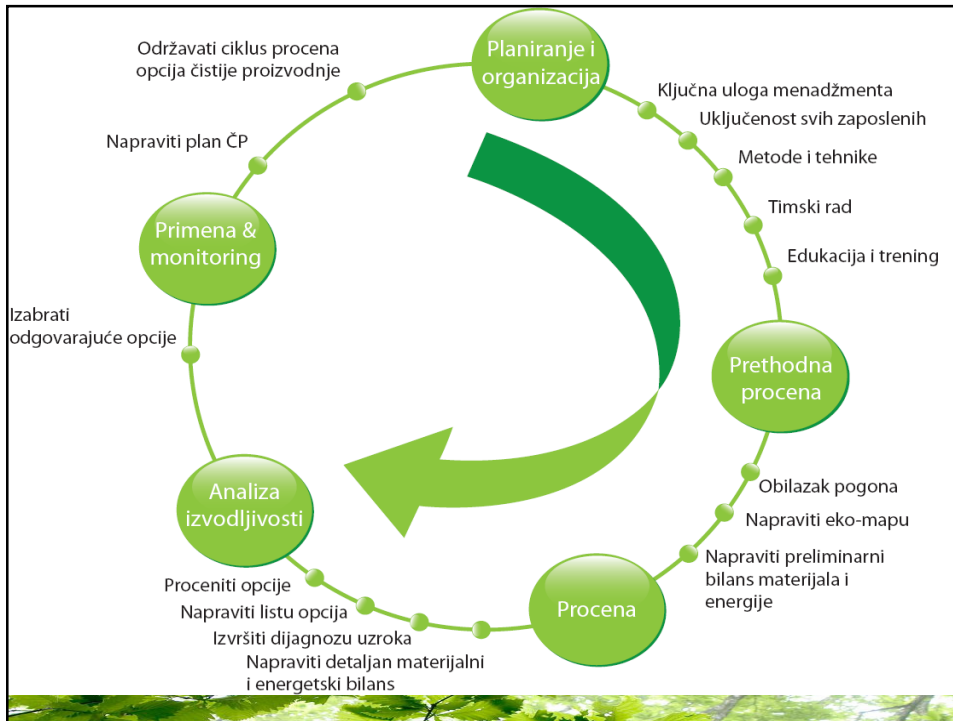 Planiranje i
organizacija
Ključna uloga menadžmenta
Uključenost svih zaposlenih
Metode i tehnike
Timski rad
Edukacija i trening
Prethodna
procena
Obilazak pogona
Napraviti eko-mapu
Napraviti preliminarni
bilans materijala i
energije
Procena
Napraviti detaljan materijalni
i energetski bilans
Izvršiti dijagnozu uzroka
Napraviti listu opcija
Proceniti opcije
Analiza
izvodljivosti
Izabrati
odgovarajuće opcije
Primena &
monitoring
Napraviti plan ČP
Održavati ciklus procena
opcija čistije proizvodnje